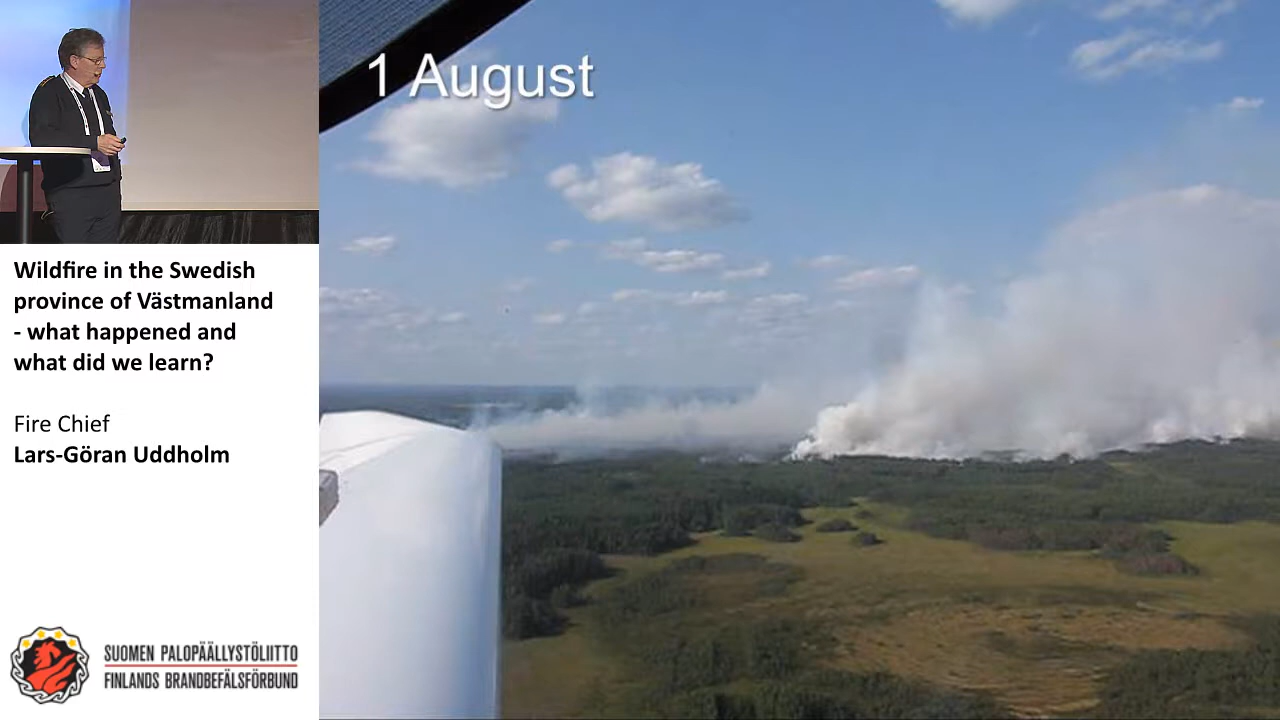 1 August
Wildfire in the Swedish
province of Västmanland
- what happened and
what did we learn?
Fire Chief
Lars-Göran Uddholm
SUOMEN PALOPÄÄLLYSTÖLIITTO
FINLANDS BRANDBEFÄLSFÖRBUND